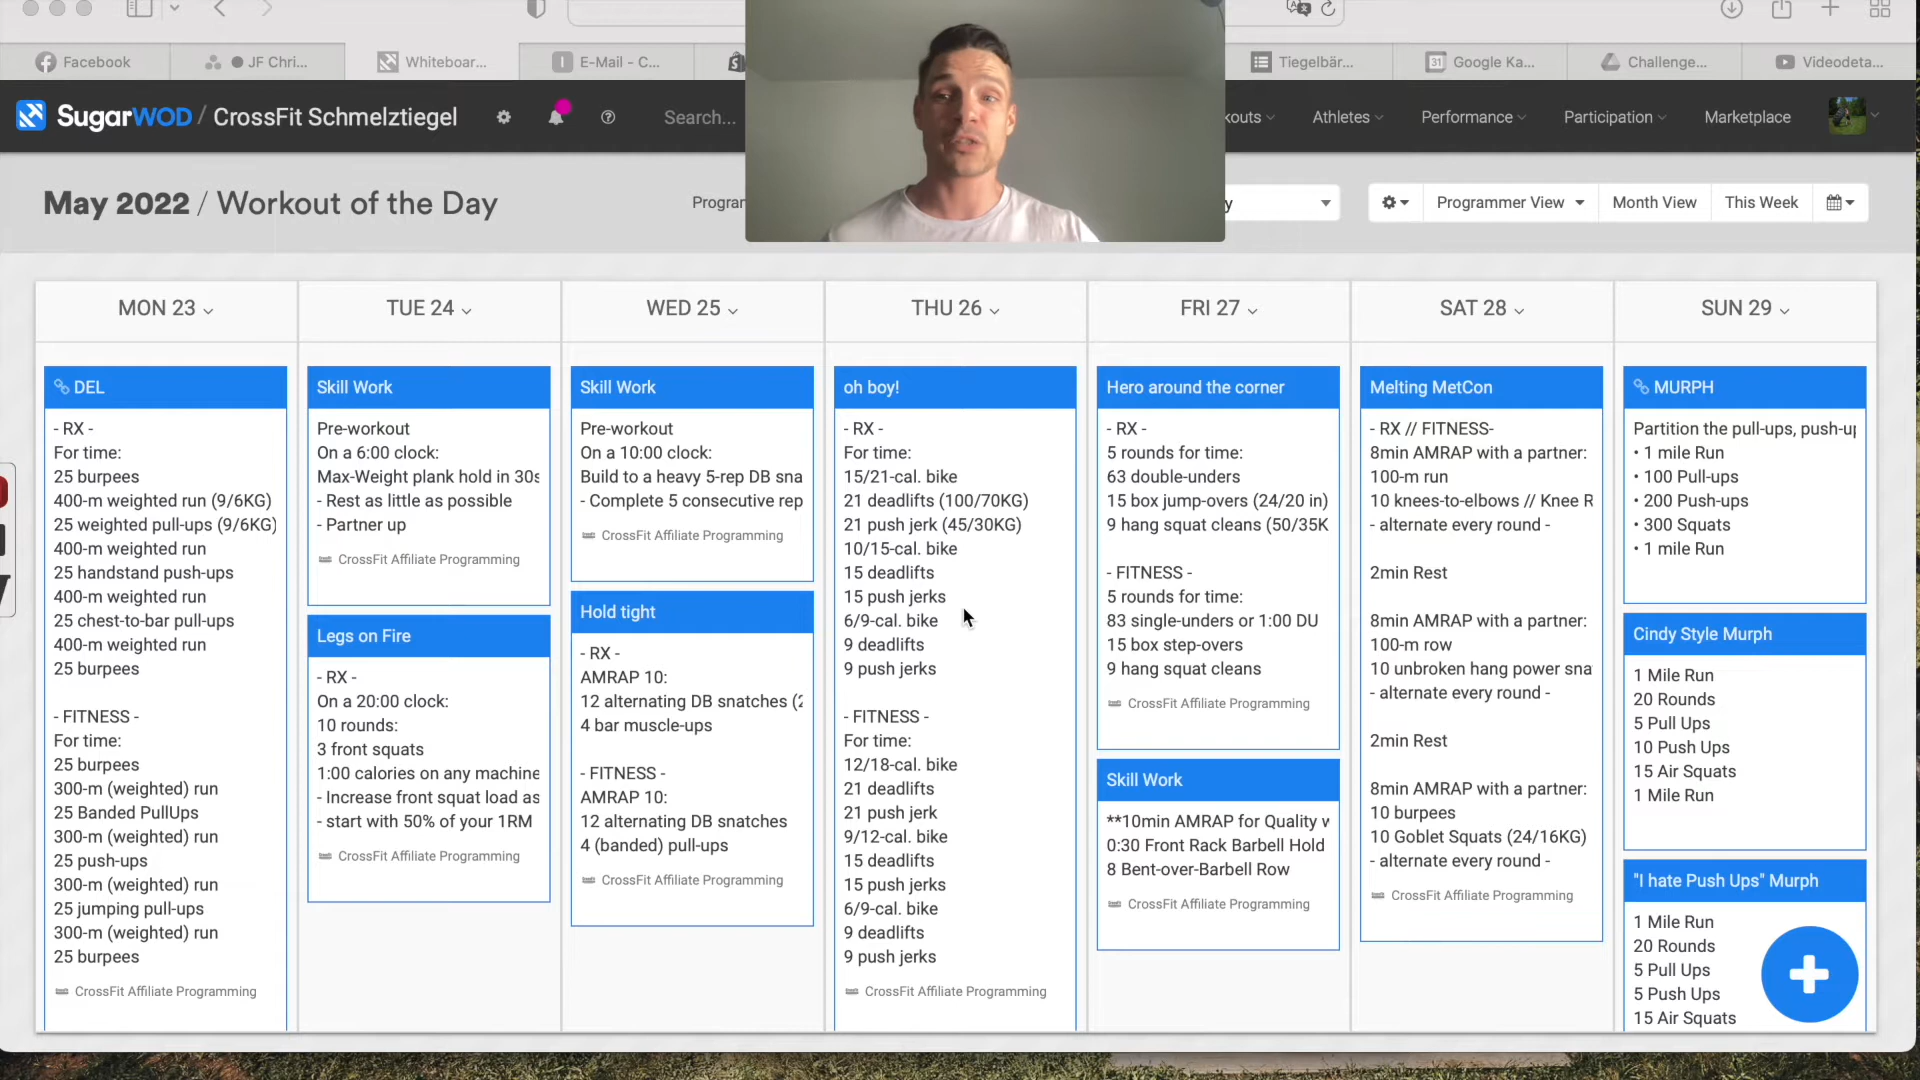 Facebook
JF Chri...
Whiteboar...
E-Mail - C...
Tiegelbär...
31 Google Ka...
Challenge...
Videodeta...
SugarWOD / CrossFit Schmelztiegel
Search...
kouts
Athletes
Performance
Participation
Marketplace
May 2022 / Workout of the Day
Prograr
y
Programmer View
Month View
This Week
MON 23
DEL
- RX -
For time:
25 burpees
400-m weighted run (9/6KG)
25 weighted pull-ups (9/6KG)
400-m weighted run
25 handstand push-ups
400-m weighted run
25 chest-to-bar pull-ups
400-m weighted run
25 burpees
- FITNESS -
For time:
25 burpees
300-m (weighted) run
25 Banded PullUps
300-m (weighted) run
25 push-ups
300-m (weighted) run
25 jumping pull-ups
300-m (weighted) run
25 burpees
CrossFit Affiliate Programming
TUE 24
Skill Work
Pre-workout
On a 6:00 clock:
Max-Weight plank hold in 30s
- Rest as little as possible
- Partner up
CrossFit Affiliate Programming
Legs on Fire
- RX -
On a 20:00 clock:
10 rounds:
3 front squats
1:00 calories on any machine
- Increase front squat load as
- start with 50% of your 1RM
CrossFit Affiliate Programming
WED 25
Skill Work
Pre-workout
On a 10:00 clock:
Build to a heavy 5-rep DB sna
- Complete 5 consecutive rep
CrossFit Affiliate Programming
Hold tight
- RX -
AMRAP 10:
12 alternating DB snatches (2
4 bar muscle-ups
- FITNESS -
AMRAP 10:
12 alternating DB snatches
4 (banded) pull-ups
CrossFit Affiliate Programming
THU 26
oh boy!
- RX -
For time:
15/21-cal. bike
21 deadlifts (100/70KG)
21 push jerk (45/30KG)
10/15-cal. bike
15 deadlifts
15 push jerks
6/9-cal. bike
9 deadlifts
9 push jerks
- FITNESS -
For time:
12/18-cal. bike
21 deadlifts
21 push jerk
9/12-cal. bike
15 deadlifts
15 push jerks
6/9-cal. bike
9 deadlifts
9 push jerks
CrossFit Affiliate Programming
FRI 27
Hero around the corner
- RX -
5 rounds for time:
63 double-unders
15 box jump-overs (24/20 in)
9 hang squat cleans (50/35K
- FITNESS -
5 rounds for time:
83 single-unders or 1:00 DU
15 box step-overs
9 hang squat cleans
CrossFit Affiliate Programming
Skill Work
**10min AMRAP for Quality w
0:30 Front Rack Barbell Hold
8 Bent-over-Barbell Row
CrossFit Affiliate Programming
SAT 28
Melting MetCon
- RX // FITNESS-
8min AMRAP with a partner:
100-m run
10 knees-to-elbows // Knee R
- alternate every round -
2min Rest
8min AMRAP with a partner:
100-m row
10 unbroken hang power sna
- alternate every round -
2min Rest
8min AMRAP with a partner:
10 burpees
10 Goblet Squats (24/16KG)
- alternate every round -
CrossFit Affiliate Programming
SUN 29
MURPH
Partition the pull-ups, push-up
• 1 mile Run
• 100 Pull-ups
• 200 Push-ups
• 300 Squats
• 1 mile Run
Cindy Style Murph
1 Mile Run
20 Rounds
5 Pull Ups
10 Push Ups
15 Air Squats
1 Mile Run
"I hate Push Ups" Murph
1 Mile Run
20 Rounds
5 Pull Ups
5 Push Ups
15 Air Squats